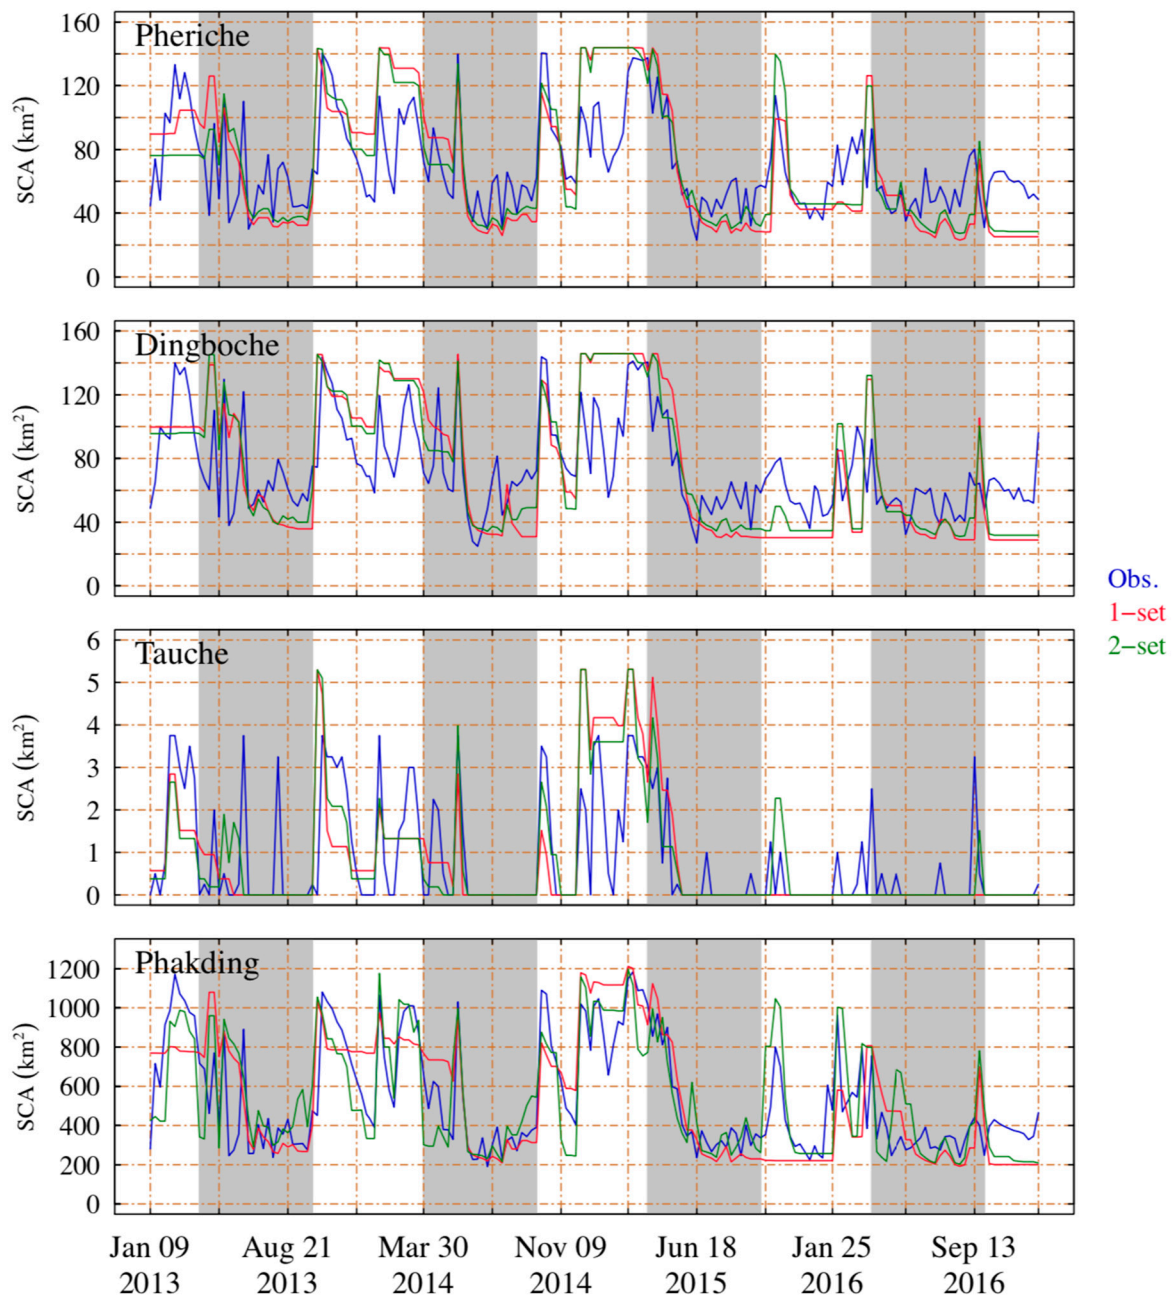 Pheriche
160
120
80
40
0
SCA (km²)
Dingboche
160
120
80
40
0
SCA (km²)
Obs.
1−set
2−set
Tauche
6
5
4
3
2
1
0
SCA (km²)
Phakding
1200
1000
800
600
400
200
0
SCA (km²)
Jan 09 Aug 21 Mar 30 Nov 09 Jun 18 Jan 25 Sep 13
2013 2013 2014 2014 2015 2016 2016